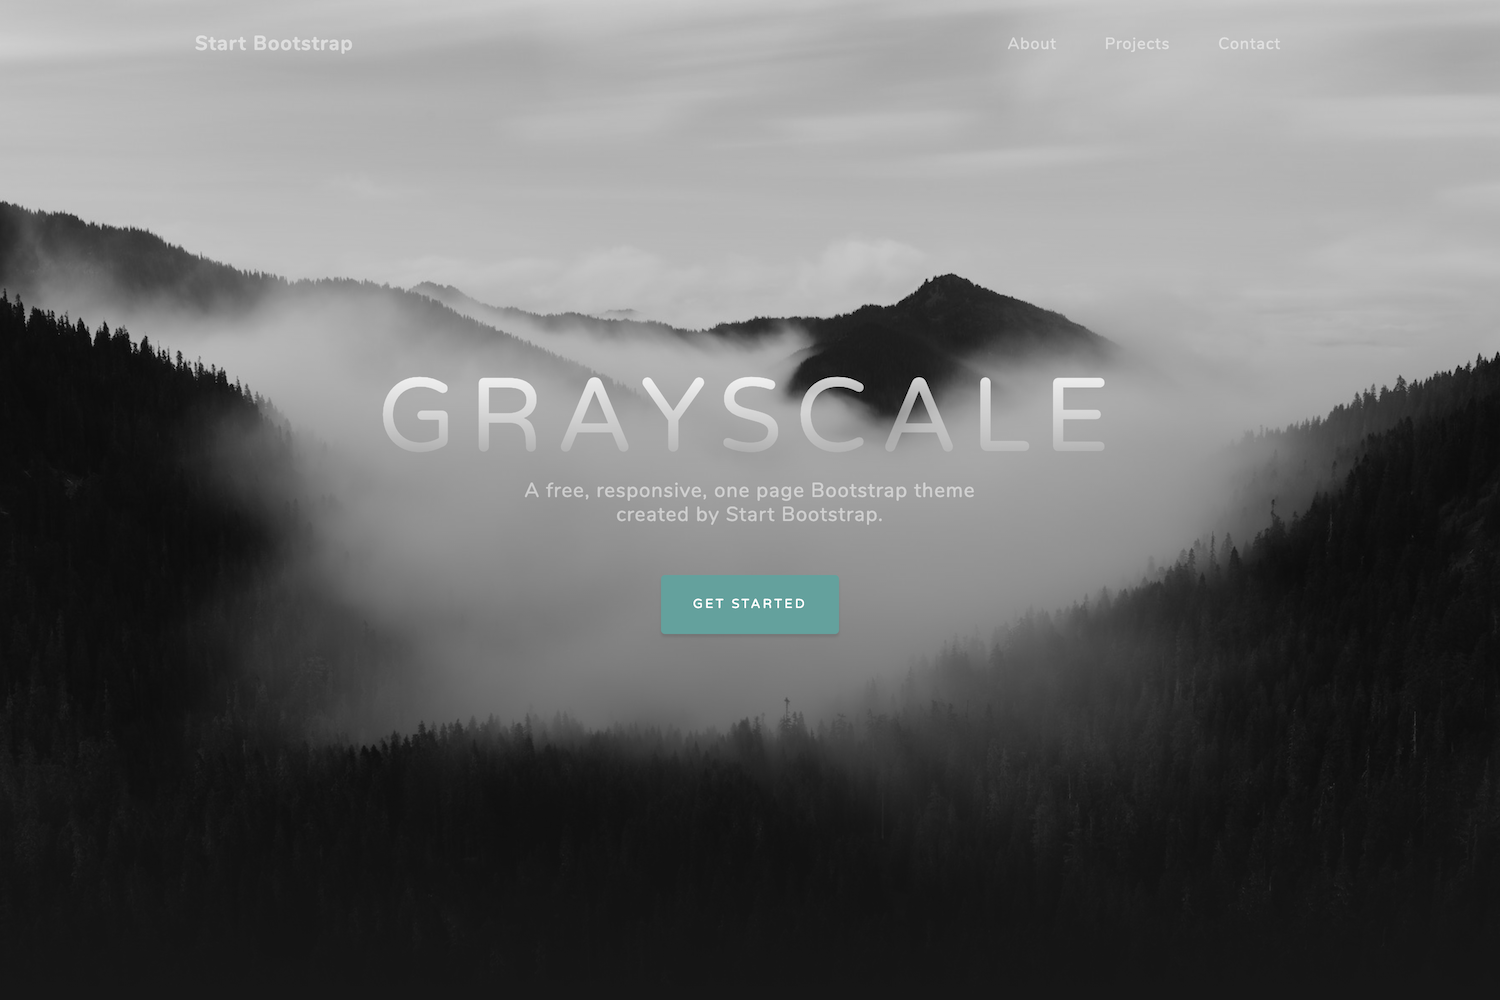 Start Bootstrap
About
Projects
Contact
GRAYSCALE
A free, responsive, one page Bootstrap theme
created by Start Bootstrap.
GET STARTED